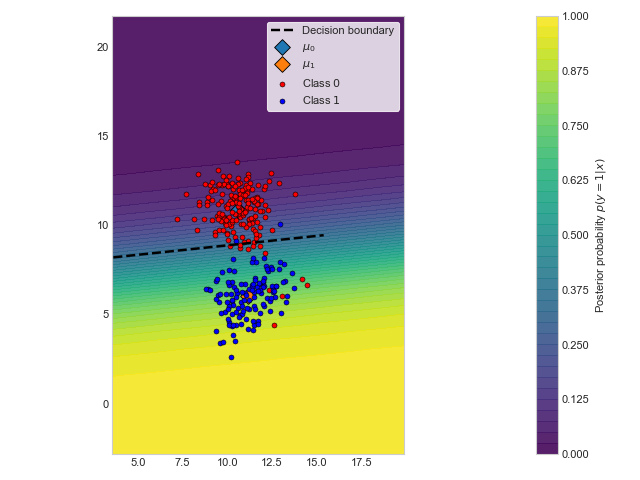 Decision boundary
μ₀
μ₁
Class 0
Class 1
20
15
10
5
0
5.0 7.5 10.0 12.5 15.0 17.5
1.000
0.875
0.750
0.625
0.500
0.375
0.250
0.125
0.000
Posterior probability p(y = 1|x)